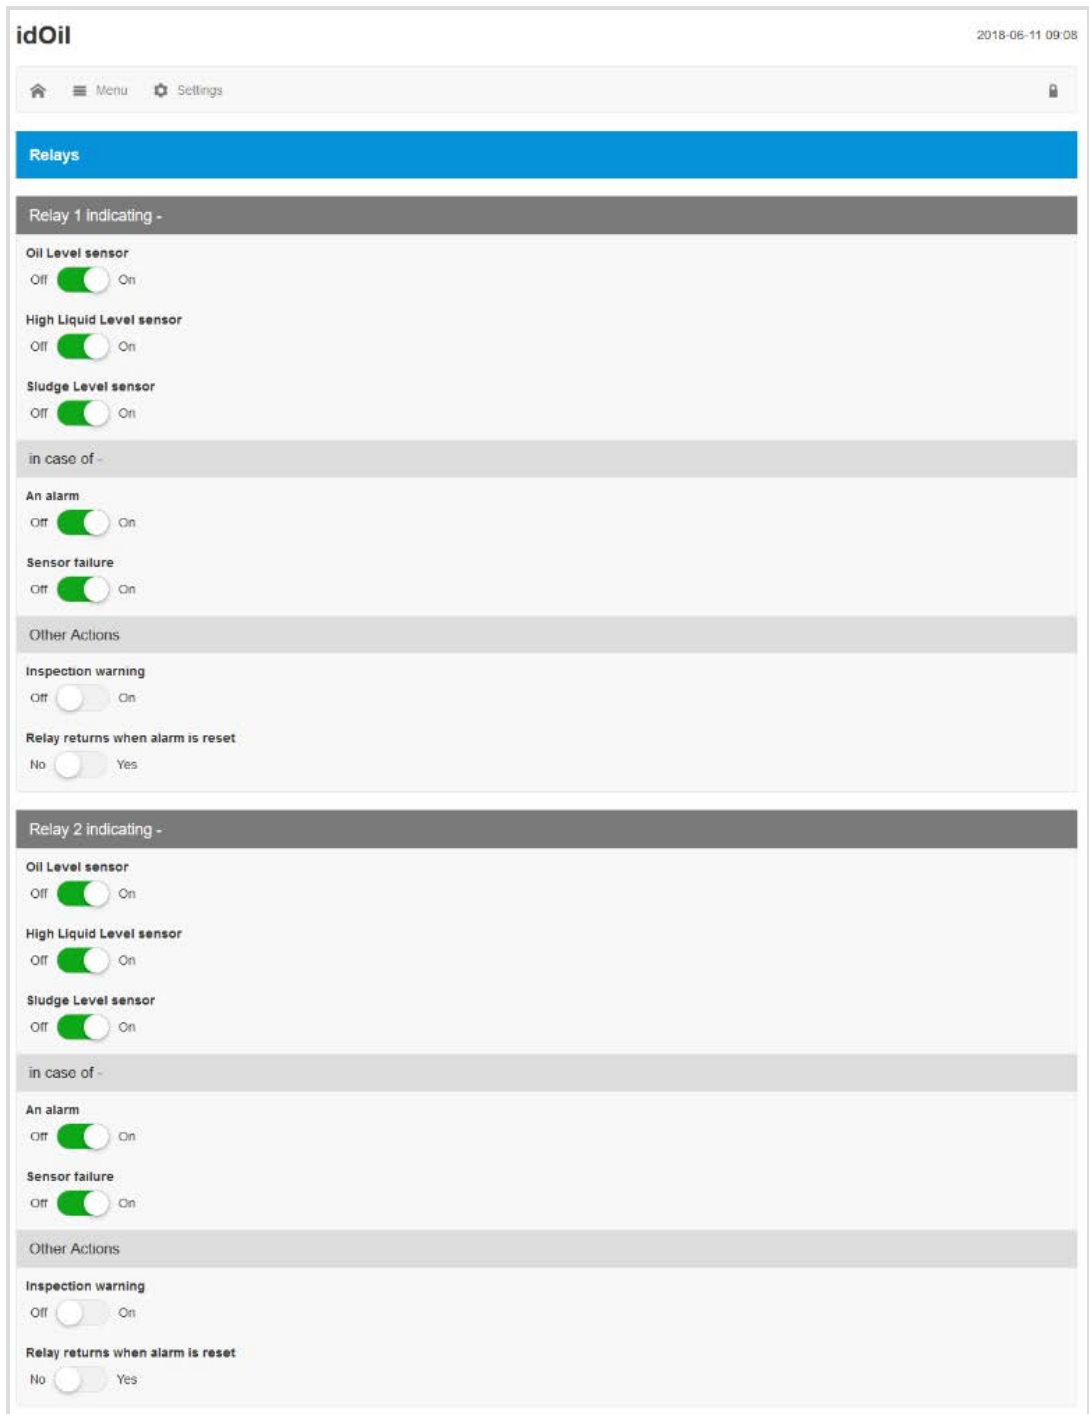 idOil
2018-06-11 09:08
Menu Settings
Relays
Relay 1 indicating -
Oil Level sensor
Off On
High Liquid Level sensor
Off On
Sludge Level sensor
Off On
in case of -
An alarm
Off On
Sensor failure
Off On
Other Actions
Inspection warning
Off On
Relay returns when alarm is reset
No Yes
Relay 2 indicating -
Oil Level sensor
Off On
High Liquid Level sensor
Off On
Sludge Level sensor
Off On
in case of -
An alarm
Off On
Sensor failure
Off On
Other Actions
Inspection warning
Off On
Relay returns when alarm is reset
No Yes